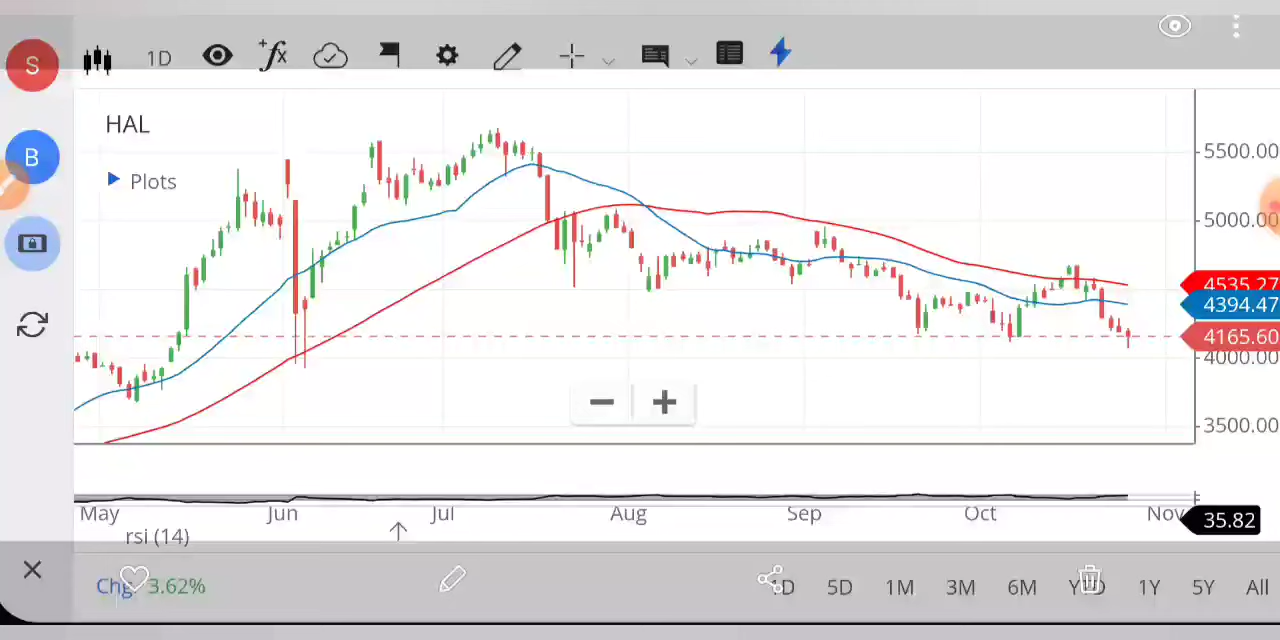 S
1D
fx
HAL
5500.00
B
Plots
5000.00
4535.27
4394.47
4165.60
4000.00
3500.00
May Jun Jul Aug Sep Oct Nov
35.82
rsi (14)
Chg: 3.62%
1D 5D 1M 3M 6M YTD 1Y 5Y All